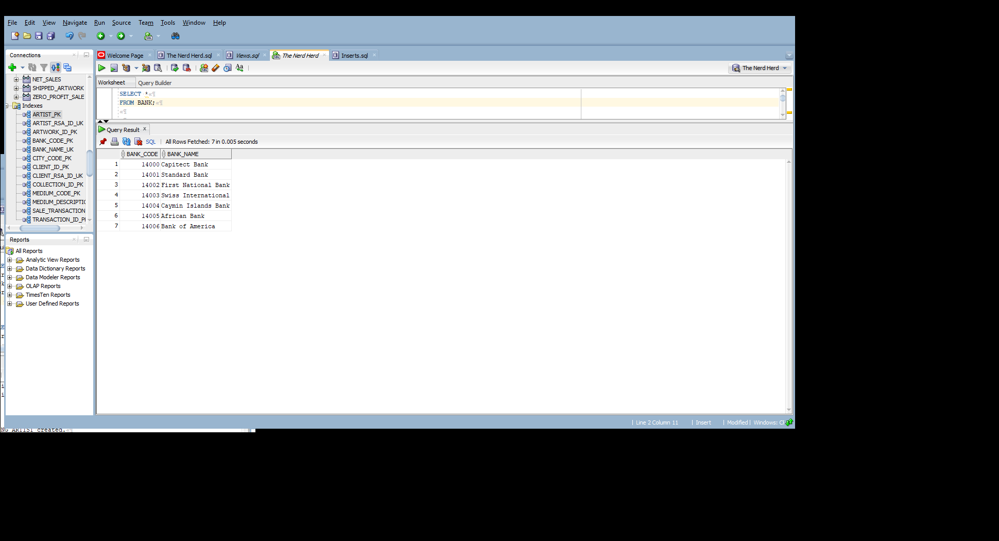 File Edit View Navigate Run Source Team Tools Window Help
Connections
NET_SALES
SHIPPED_ARTWORK
ZERO_PROFIT_SALE
Indexes
ARTIST_PK
ARTIST_RSA_ID_UK
ARTWORK_ID_PK
BANK_CODE_PK
BANK_NAME_UK
CITY_CODE_PK
CLIENT_ID_PK
CLIENT_RSA_ID_UK
COLLECTION_ID_PK
MEDIUM_CODE_PK
MEDIUM_DESCRIPTIO
SALE_TRANSACTION
TRANSACTION_ID_P
Reports
All Reports
Analytic View Reports
Data Dictionary Reports
Data Modeler Reports
OLAP Reports
TimesTen Reports
User Defined Reports
Welcome Page The Nerd Herd.sql Views.sql The Nerd Herd Inserts.sql
The Nerd Herd
Worksheet Query Builder
SELECT *
FROM BANK;
Query Result x
SQL | All Rows Fetched: 7 in 0.005 seconds
BANK_CODE BANK_NAME
1 14000 Capitect Bank
2 14001 Standard Bank
3 14002 First National Bank
4 14003 Swiss International
5 14004 Caymin Islands Bank
6 14005 African Bank
7 14006 Bank of America
| Line 2 Column 11 | Insert | Modified | Windows: C
NG ARTIST created.